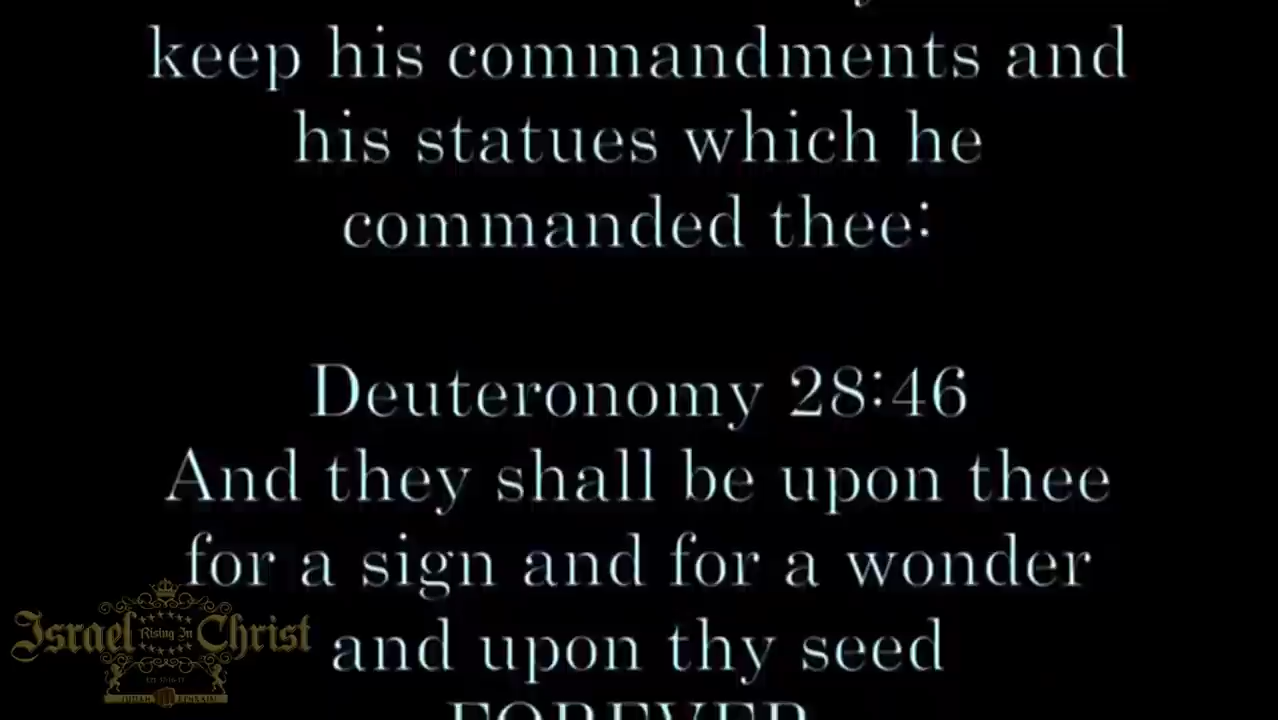 keep his commandments and
his statues which he
commanded thee:
Deuteronomy 28:46
And they shall be upon thee
for a sign and for a wonder
and upon thy seed
FOREVER
Israel Rising In Christ